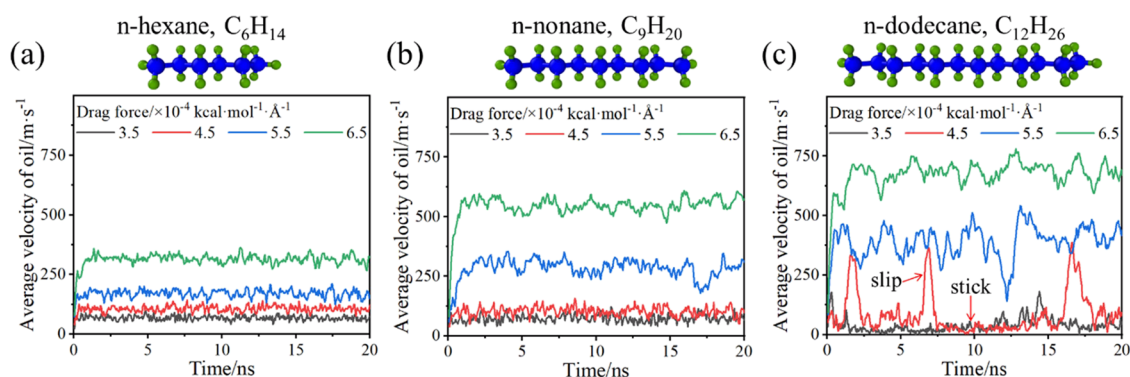 (a) n-hexane, C6H14
Drag force/×10-4 kcal·mol-1·Å-1
3.5 4.5 5.5 6.5
Average velocity of oil/m·s-1
750
500
250
0
0 5 10 15 20
Time/ns
(b) n-nonane, C9H20
Drag force/×10-4 kcal·mol-1·Å-1
3.5 4.5 5.5 6.5
Average velocity of oil/m·s-1
750
500
250
0
0 5 10 15 20
Time/ns
(c) n-dodecane, C12H26
Drag force/×10-4 kcal·mol-1·Å-1
3.5 4.5 5.5 6.5
Average velocity of oil/m·s-1
750
500
250
0
slip
stick
0 5 10 15 20
Time/ns